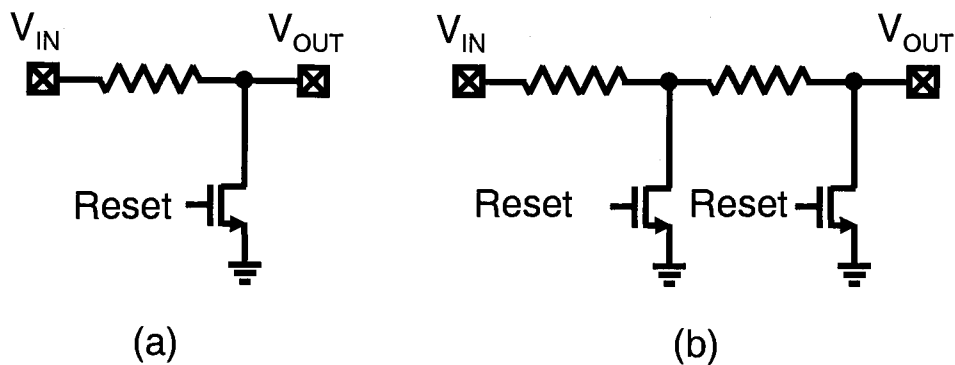 V_IN V_OUT V_IN V_OUT
Reset Reset Reset
(a) (b)